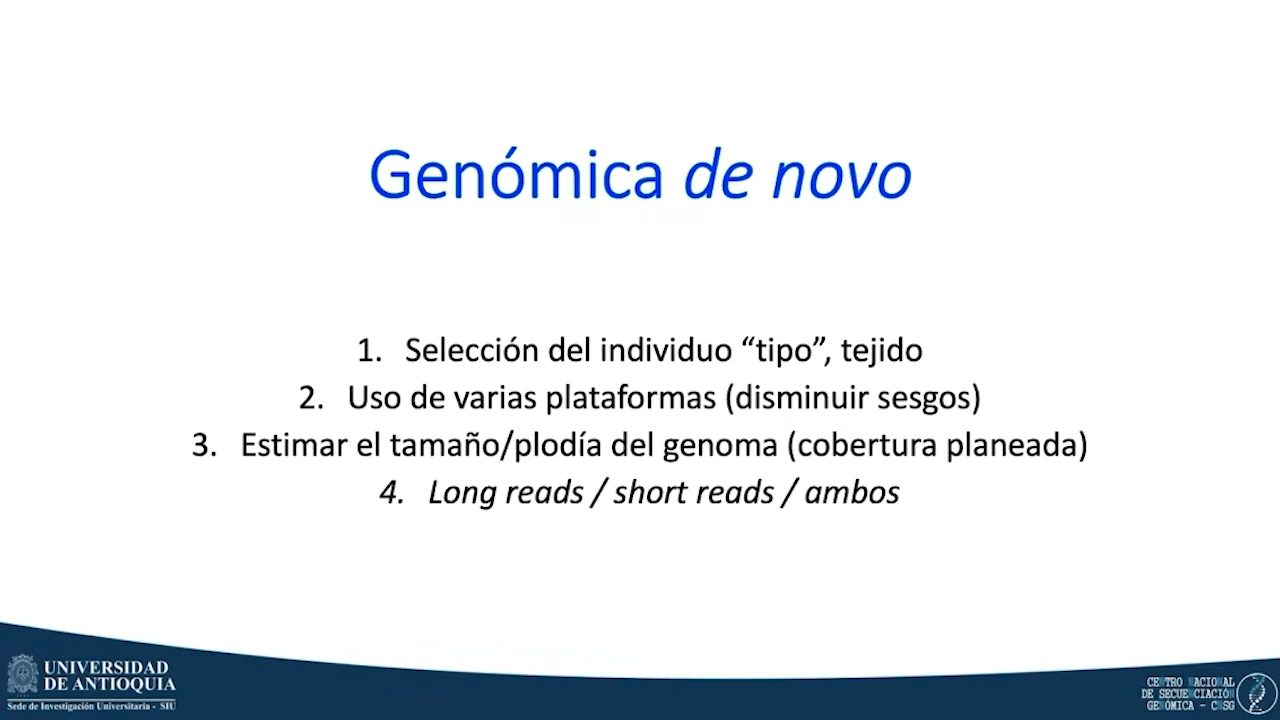 Genómica de novo
1. Selección del individuo “tipo”, tejido
2. Uso de varias plataformas (disminuir sesgos)
3. Estimar el tamaño/plodía del genoma (cobertura planeada)
4. Long reads / short reads / ambos
UNIVERSIDAD
DE ANTIOQUIA
Sede de Investigación Universitaria - SIU
CENTRO NACIONAL
DE SECUENCIACIÓN
GENÓMICA - CNSG